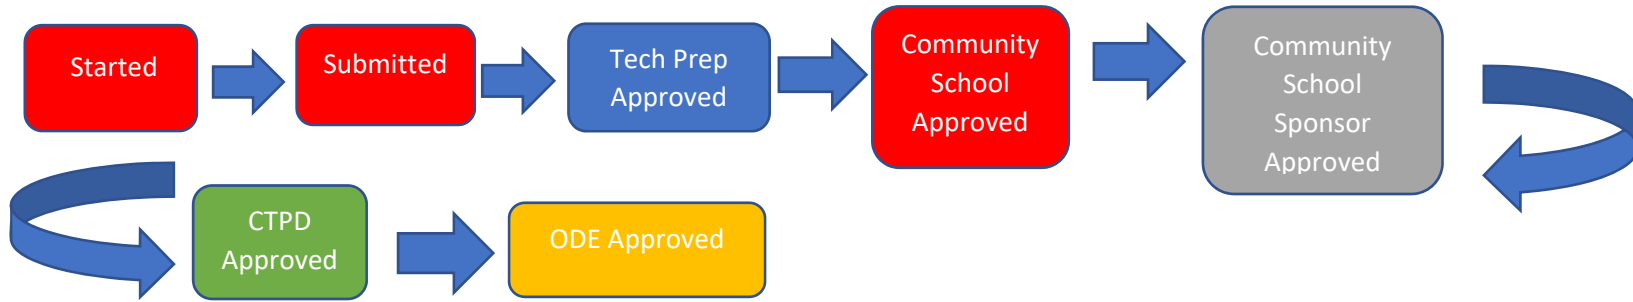 Started
Submitted
Tech Prep
Approved
Community
School
Approved
Community
School
Sponsor
Approved
CTPD
Approved
ODE Approved